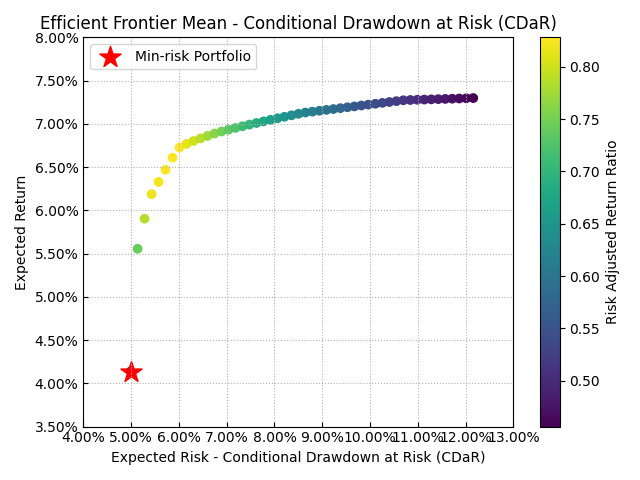 Efficient Frontier Mean - Conditional Drawdown at Risk (CDaR)
Min-risk Portfolio
8.00%
7.50%
7.00%
6.50%
6.00%
5.50%
5.00%
4.50%
4.00%
3.50%
Expected Return
4.00% 5.00% 6.00% 7.00% 8.00% 9.00% 10.00% 11.00% 12.00% 13.00%
Expected Risk - Conditional Drawdown at Risk (CDaR)
0.80
0.75
0.70
0.65
0.60
0.55
0.50
Risk Adjusted Return Ratio